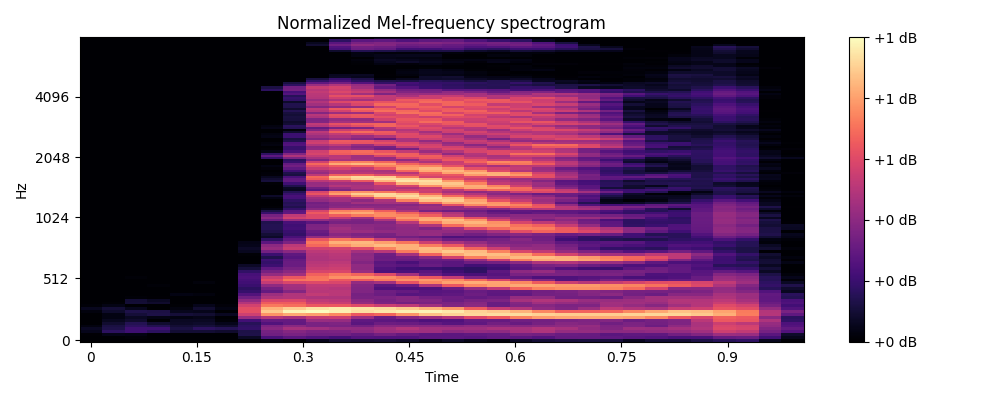 Normalized Mel-frequency spectrogram
Hz
4096
2048
1024
512
0
0 0.15 0.3 0.45 0.6 0.75 0.9
Time
+1 dB
+1 dB
+1 dB
+0 dB
+0 dB
+0 dB